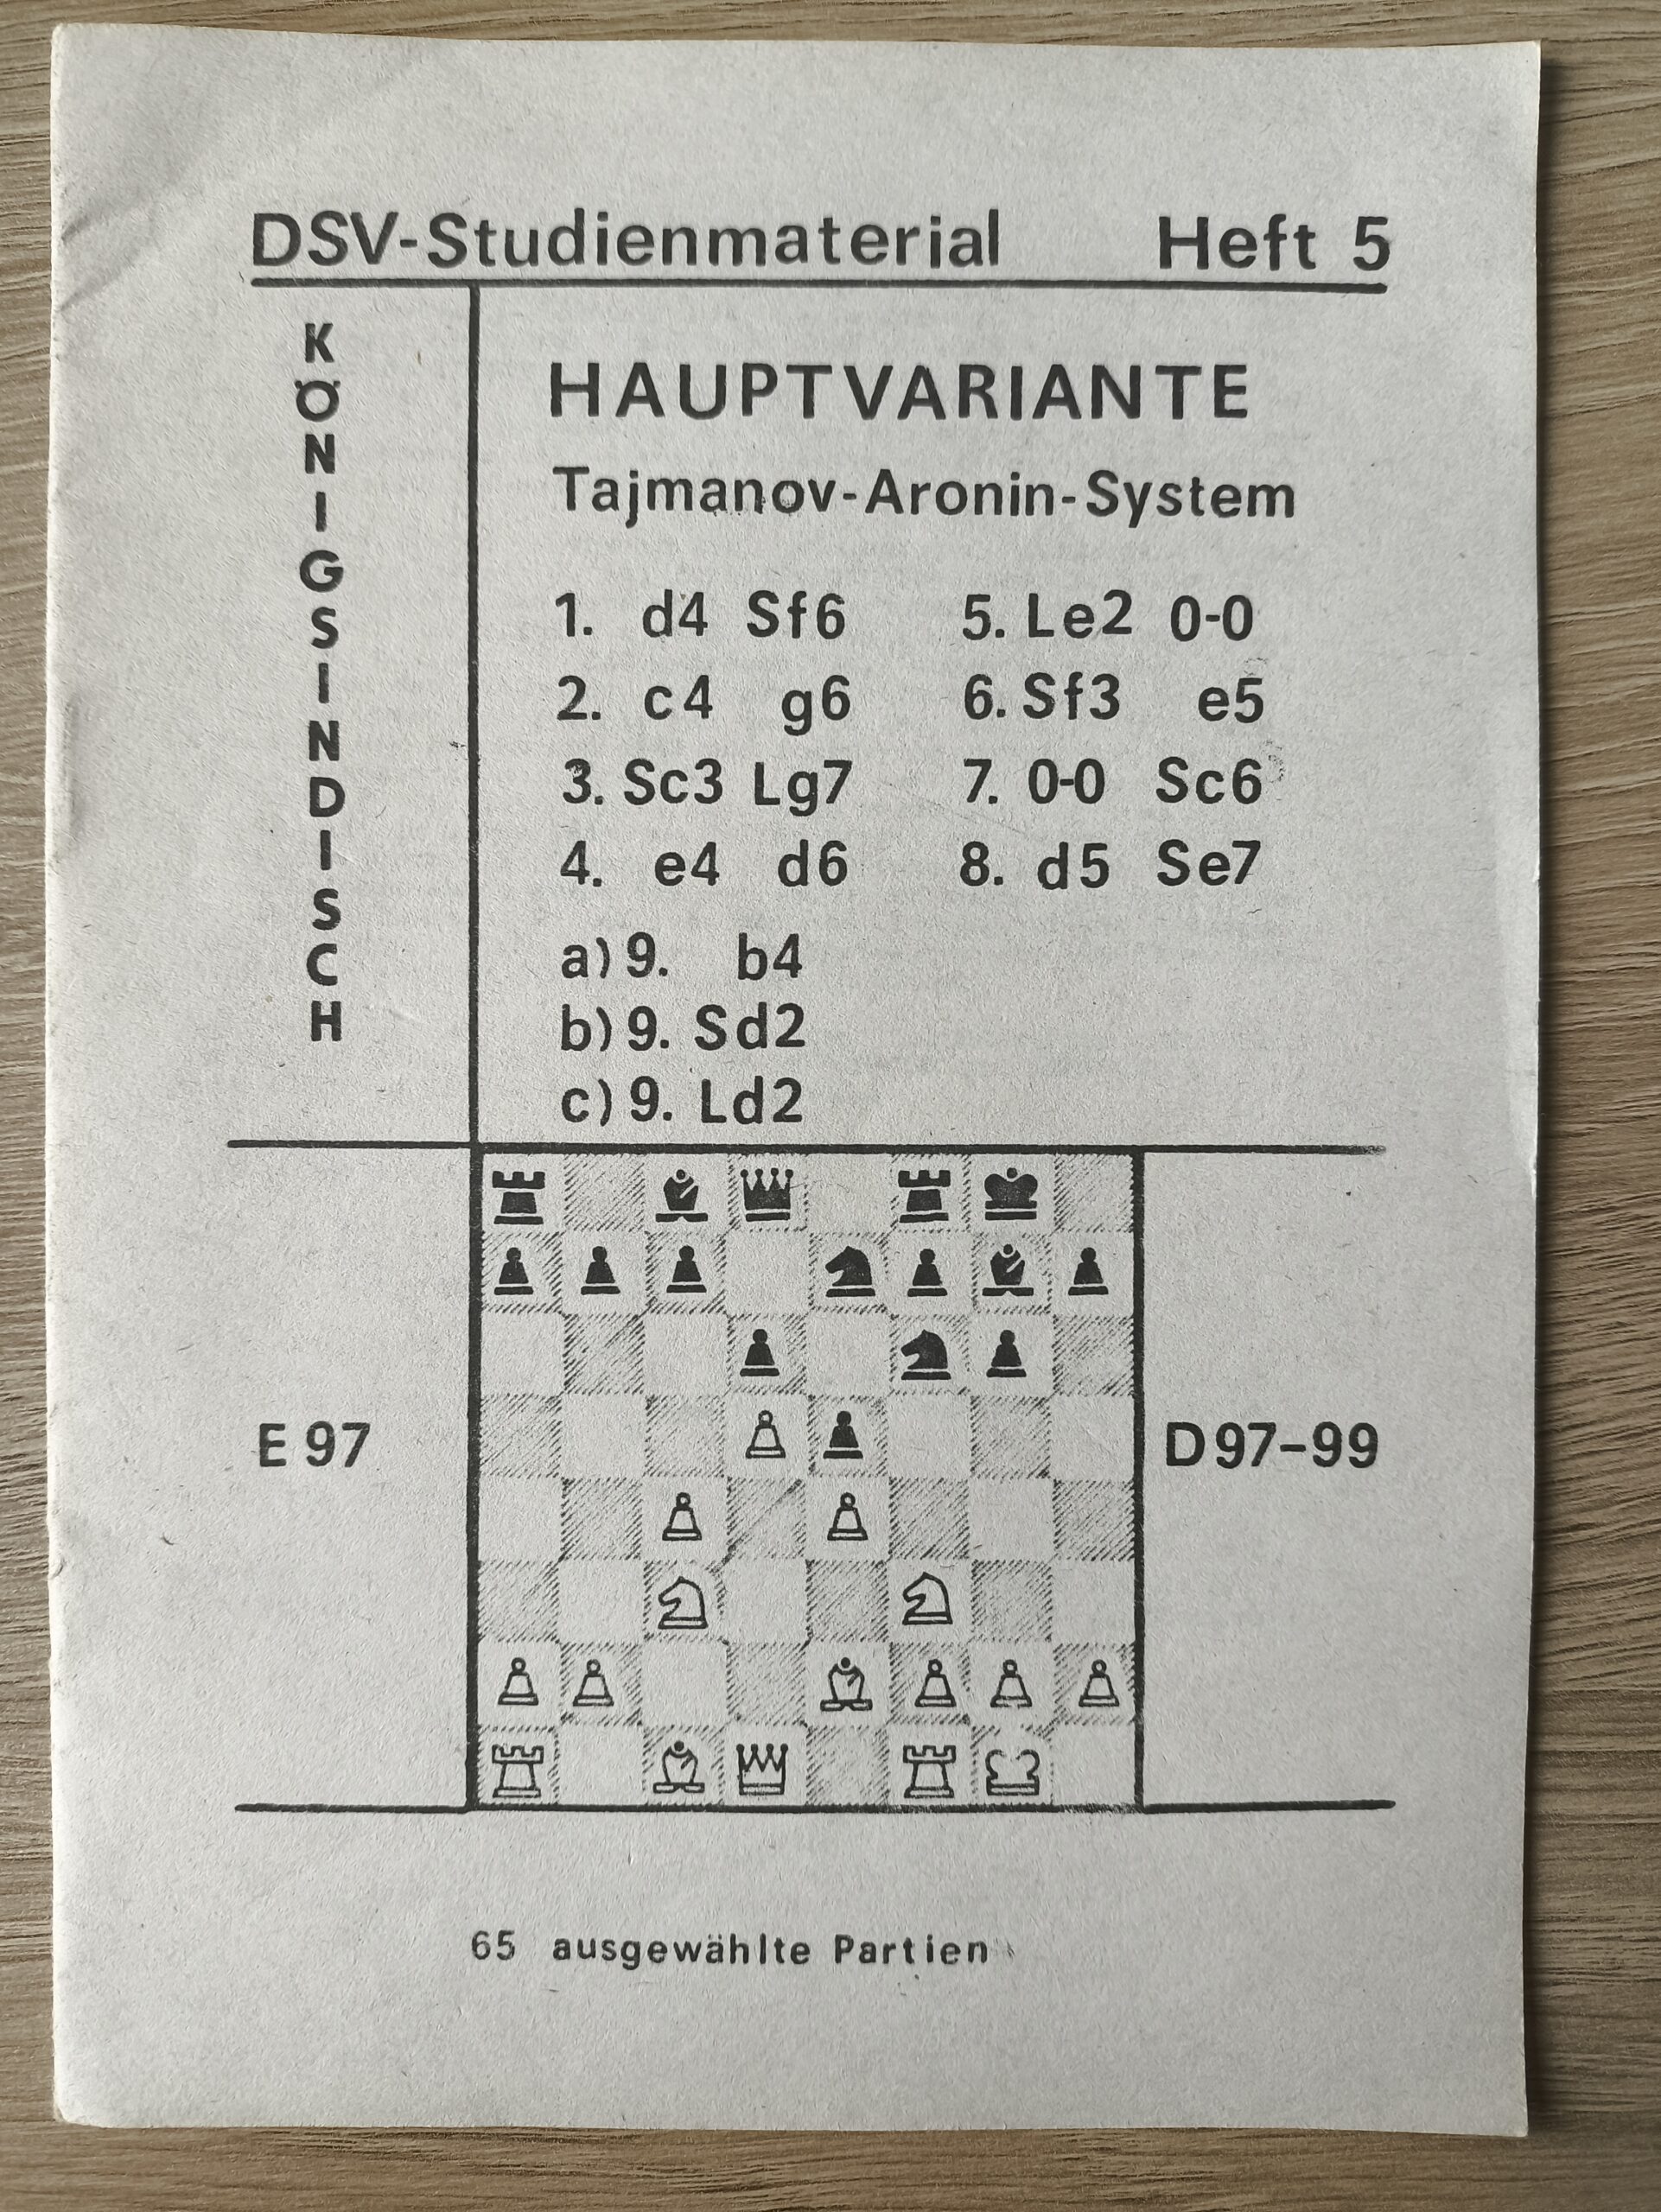 DSV-Studienmaterial Heft 5
KÖNIGSINDISCH
HAUPTVARIANTE
Tajmanov-Aronin-System
1. d4 Sf6 5. Le2 0-0
2. c4 g6 6. Sf3 e5
3. Sc3 Lg7 7. 0-0 Sc6
4. e4 d6 8. d5 Se7
a) 9. b4
b) 9. Sd2
c) 9. Ld2
E 97 D 97-99
65 ausgewählte Partien